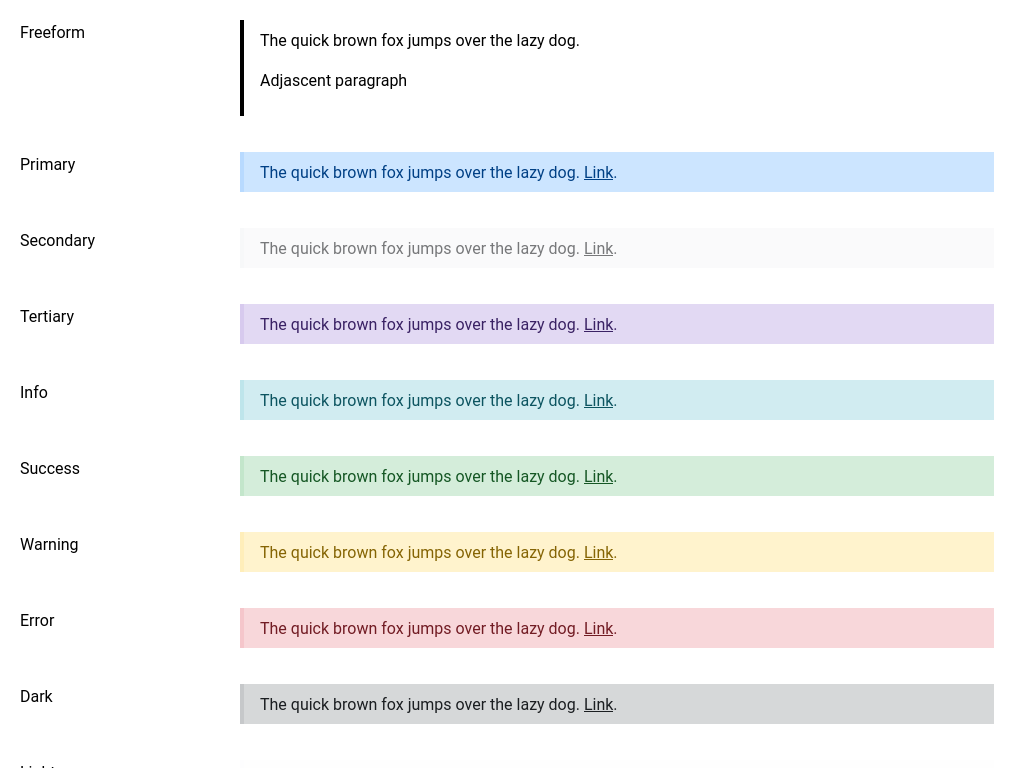 Freeform
The quick brown fox jumps over the lazy dog.
Adjascent paragraph
Primary
The quick brown fox jumps over the lazy dog. Link.
Secondary
The quick brown fox jumps over the lazy dog. Link.
Tertiary
The quick brown fox jumps over the lazy dog. Link.
Info
The quick brown fox jumps over the lazy dog. Link.
Success
The quick brown fox jumps over the lazy dog. Link.
Warning
The quick brown fox jumps over the lazy dog. Link.
Error
The quick brown fox jumps over the lazy dog. Link.
Dark
The quick brown fox jumps over the lazy dog. Link.